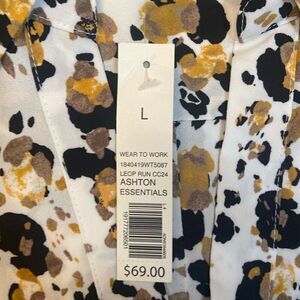 L
WEAR TO WORK
1840419WT5087
LEOP RUN CC24
ASHTON
ESSENTIALS
$69.00